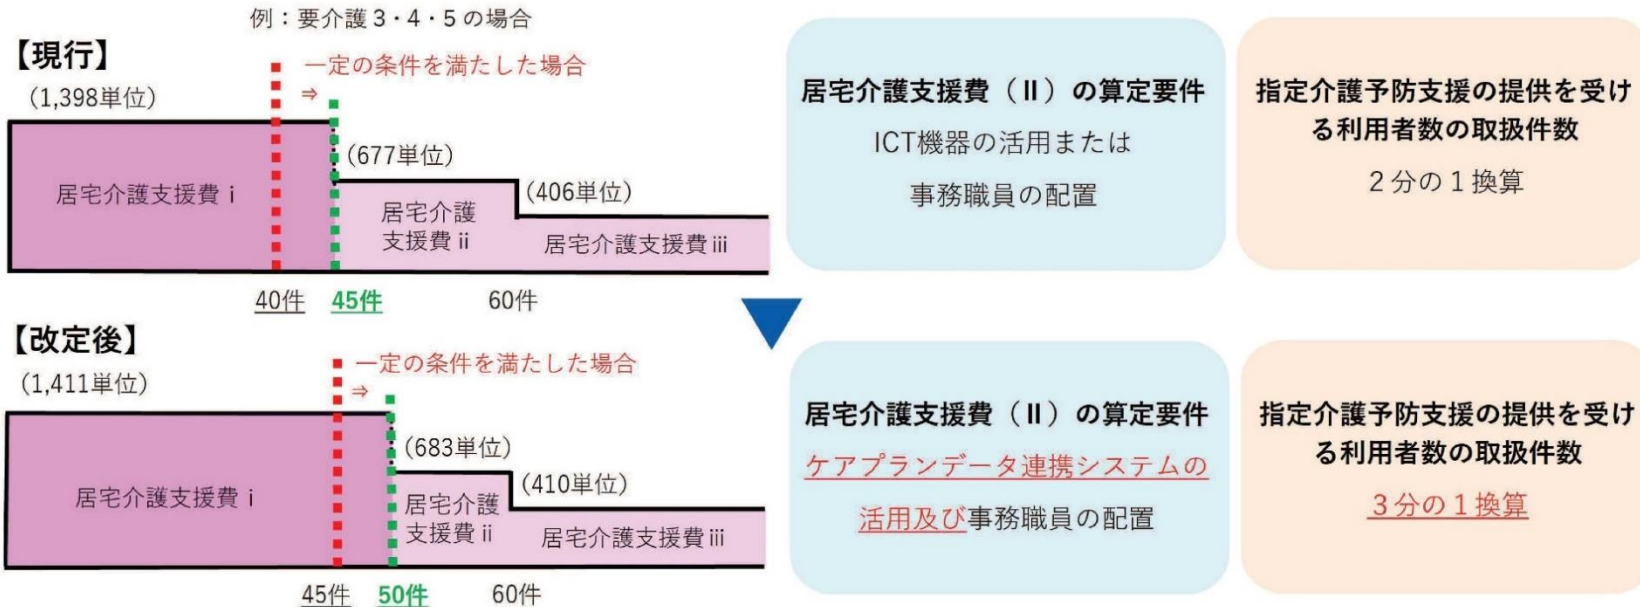 例：要介護3・4・5の場合
【現行】
一定の条件を満たした場合
⇒
（1,398単位）
（677単位）
（406単位）
居宅介護支援費ⅰ
居宅介護
支援費ⅱ
居宅介護支援費ⅲ
40件
45件
60件
居宅介護支援費（Ⅱ）の算定要件
ICT機器の活用または
事務職員の配置
指定介護予防支援の提供を受け
る利用者数の取扱件数
2分の1換算
【改定後】
一定の条件を満たした場合
⇒
（1,411単位）
（683単位）
（410単位）
居宅介護支援費ⅰ
居宅介護
支援費ⅱ
居宅介護支援費ⅲ
45件
50件
60件
居宅介護支援費（Ⅱ）の算定要件
ケアプランデータ連携システムの
活用及び事務職員の配置
指定介護予防支援の提供を受け
る利用者数の取扱件数
3分の1換算